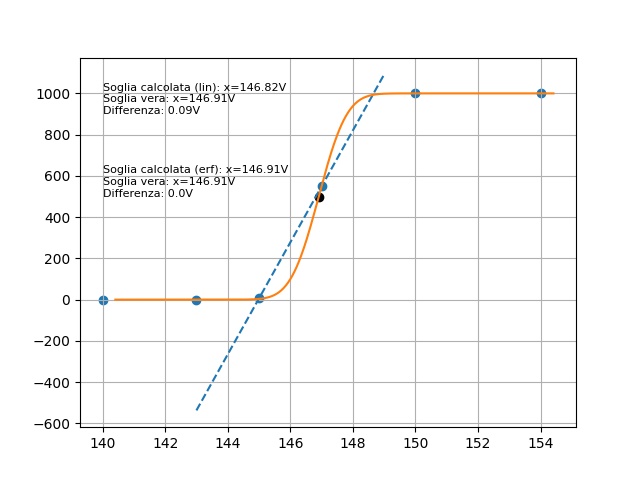 Soglia calcolata (lin): x=146.82V
Soglia vera: x=146.91V
Differenza: 0.09V
Soglia calcolata (erf): x=146.91V
Soglia vera: x=146.91V
Differenza: 0.0V
1000
800
600
400
200
0
−200
−400
−600
140 142 144 146 148 150 152 154